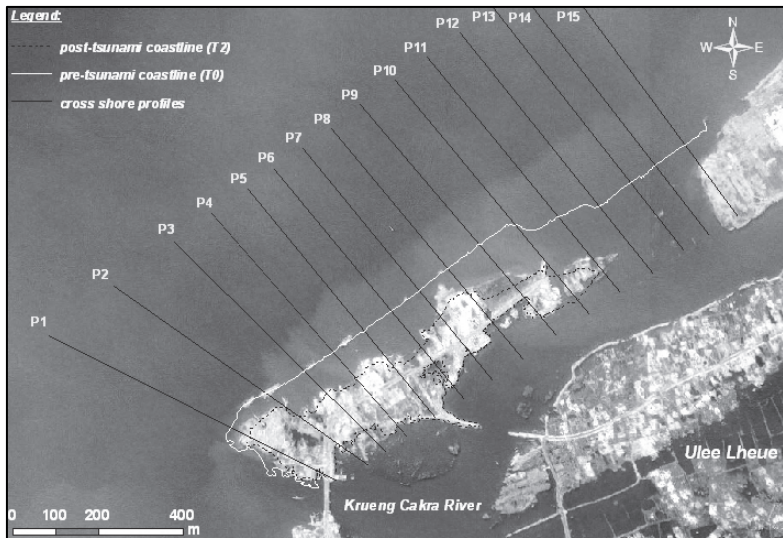 Legend:
post-tsunami coastline (T2)
pre-tsunami coastline (T0)
cross shore profiles
P12 P13 P14 P15
P11
P10
P9
P8
P7
P6
P5
P4
P3
P2
P1
N
W E
S
Ulee Lheue
Krueng Cakra River
0 100 200 400
m